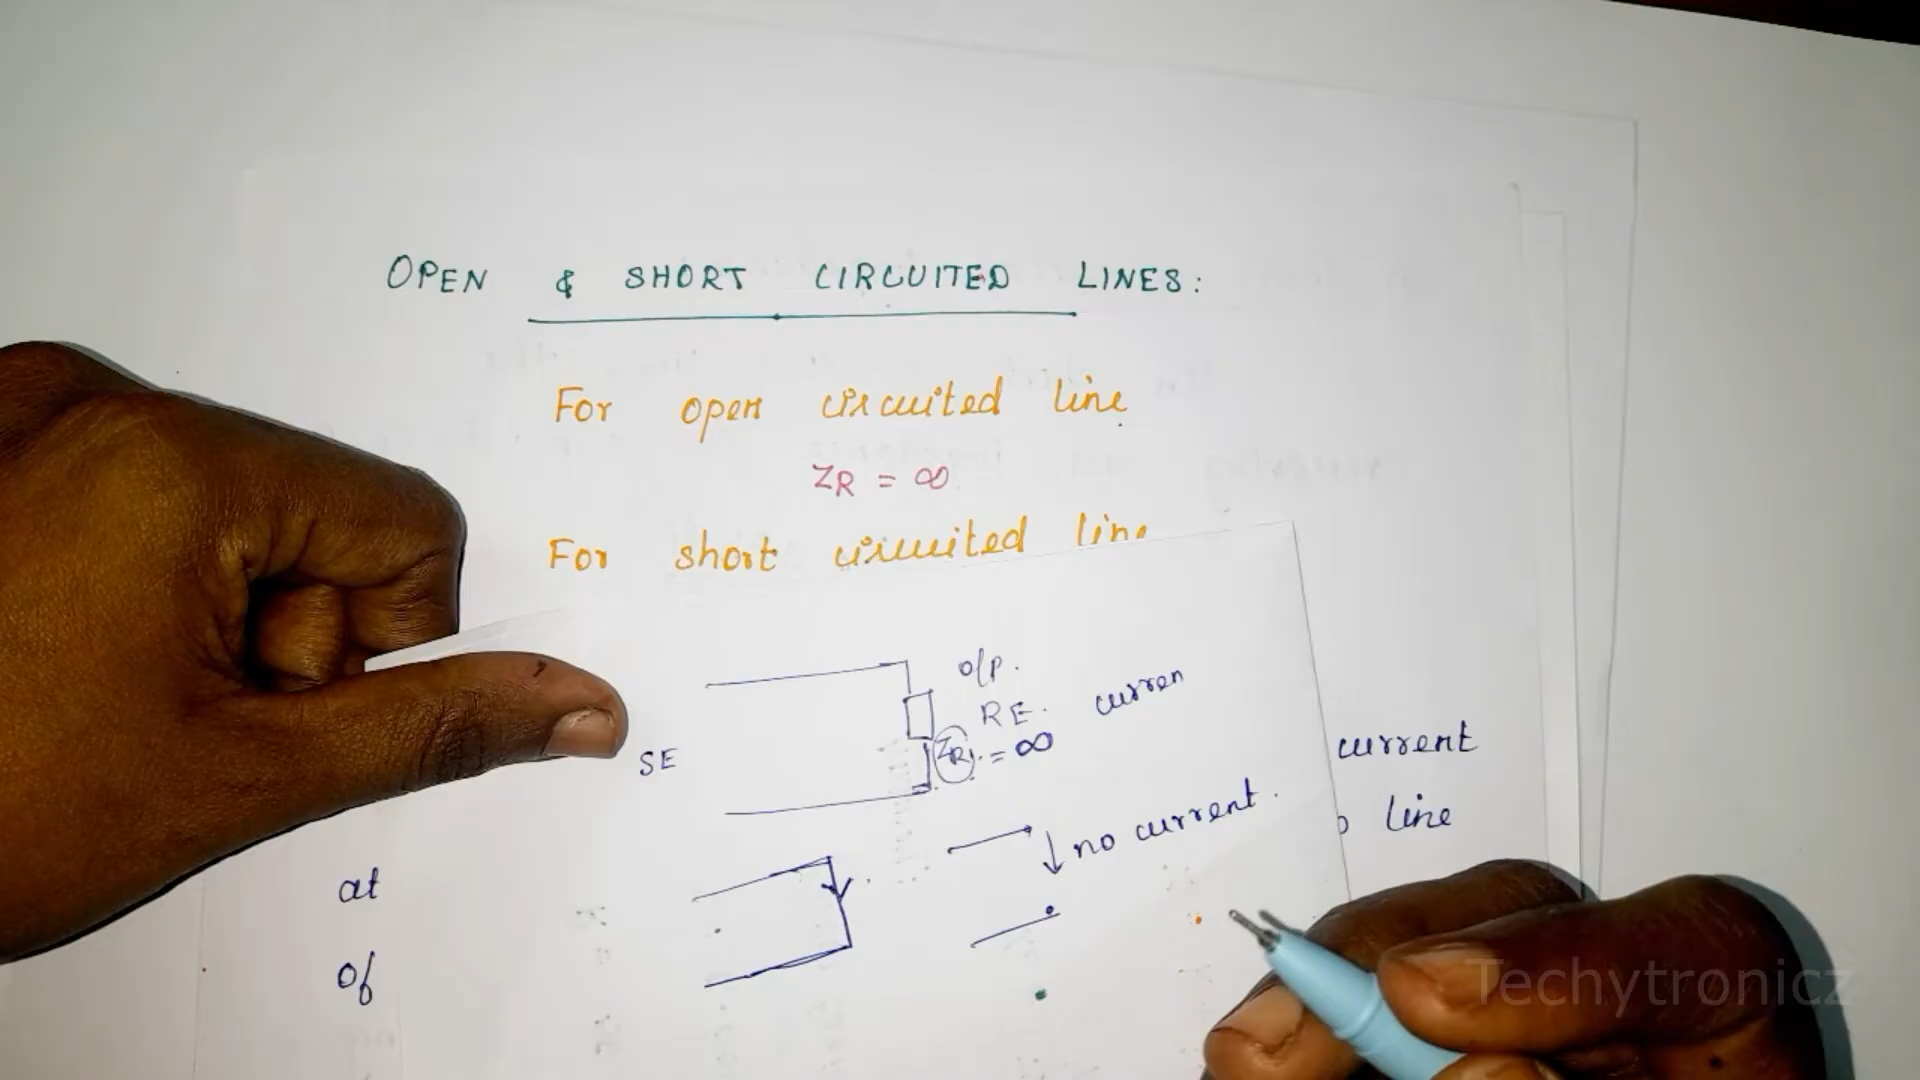 OPEN & SHORT CIRCUITED LINES:
For open circuited line
ZR = ∞
For short circuited line
o/p.
RE. curren
SE
ZR. = ∞
current
no current.
line
at
of
Techytronicz